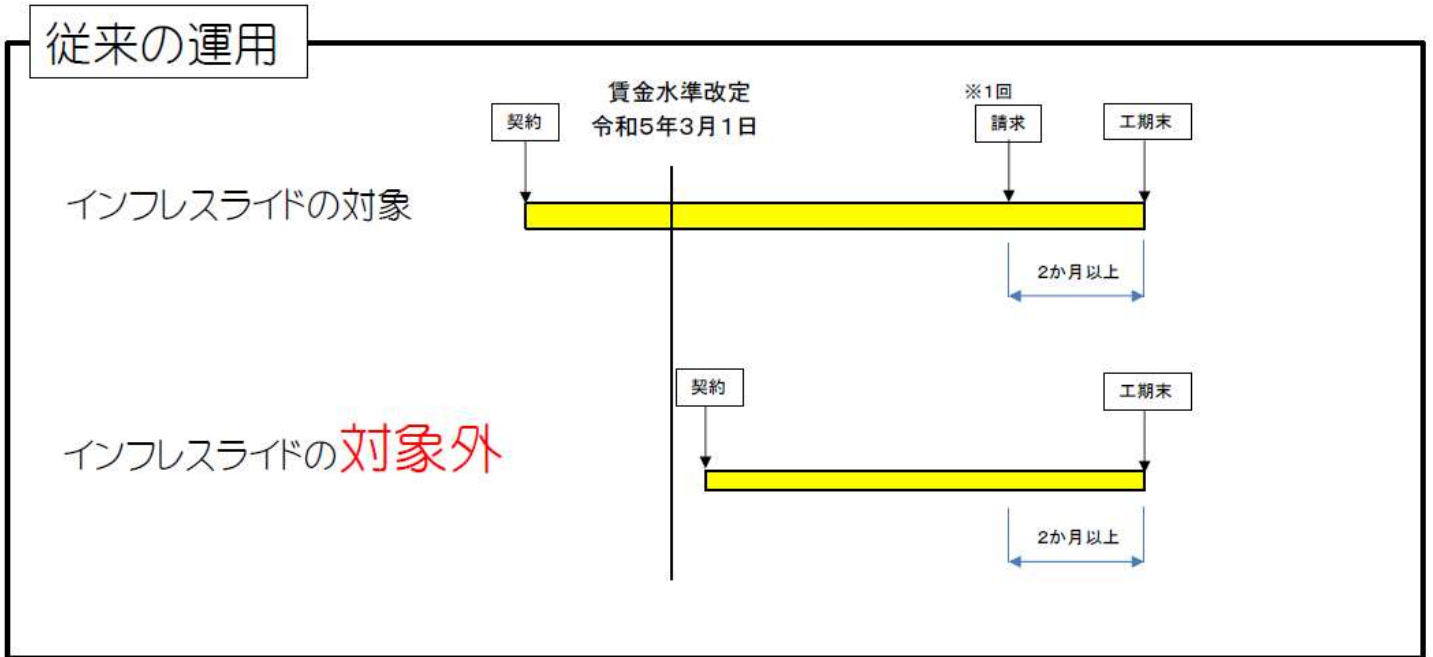 従来の運用
賃金水準改定
令和5年3月1日
※1回
契約
請求
工期末
インフレスライドの対象
2か月以上
契約
工期末
インフレスライドの対象外
2か月以上